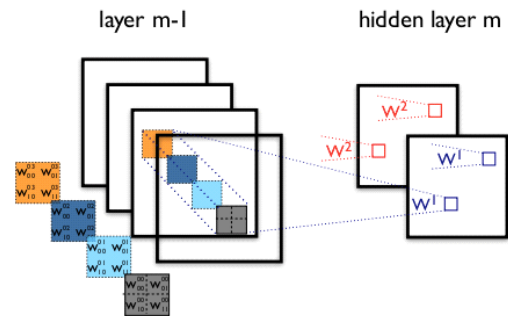 layer m-1
hidden layer m
W²
W²
W¹
W¹
W⁰³₀₀ W⁰³₀₁
W⁰³₁₀ W⁰³₁₁
W⁰²₀₀ W⁰²₀₁
W⁰²₁₀ W⁰²₁₁
W⁰¹₀₀ W⁰¹₀₁
W⁰¹₁₀ W⁰¹₁₁
W⁰⁰₀₀ W⁰⁰₀₁
W⁰⁰₁₀ W⁰⁰₁₁